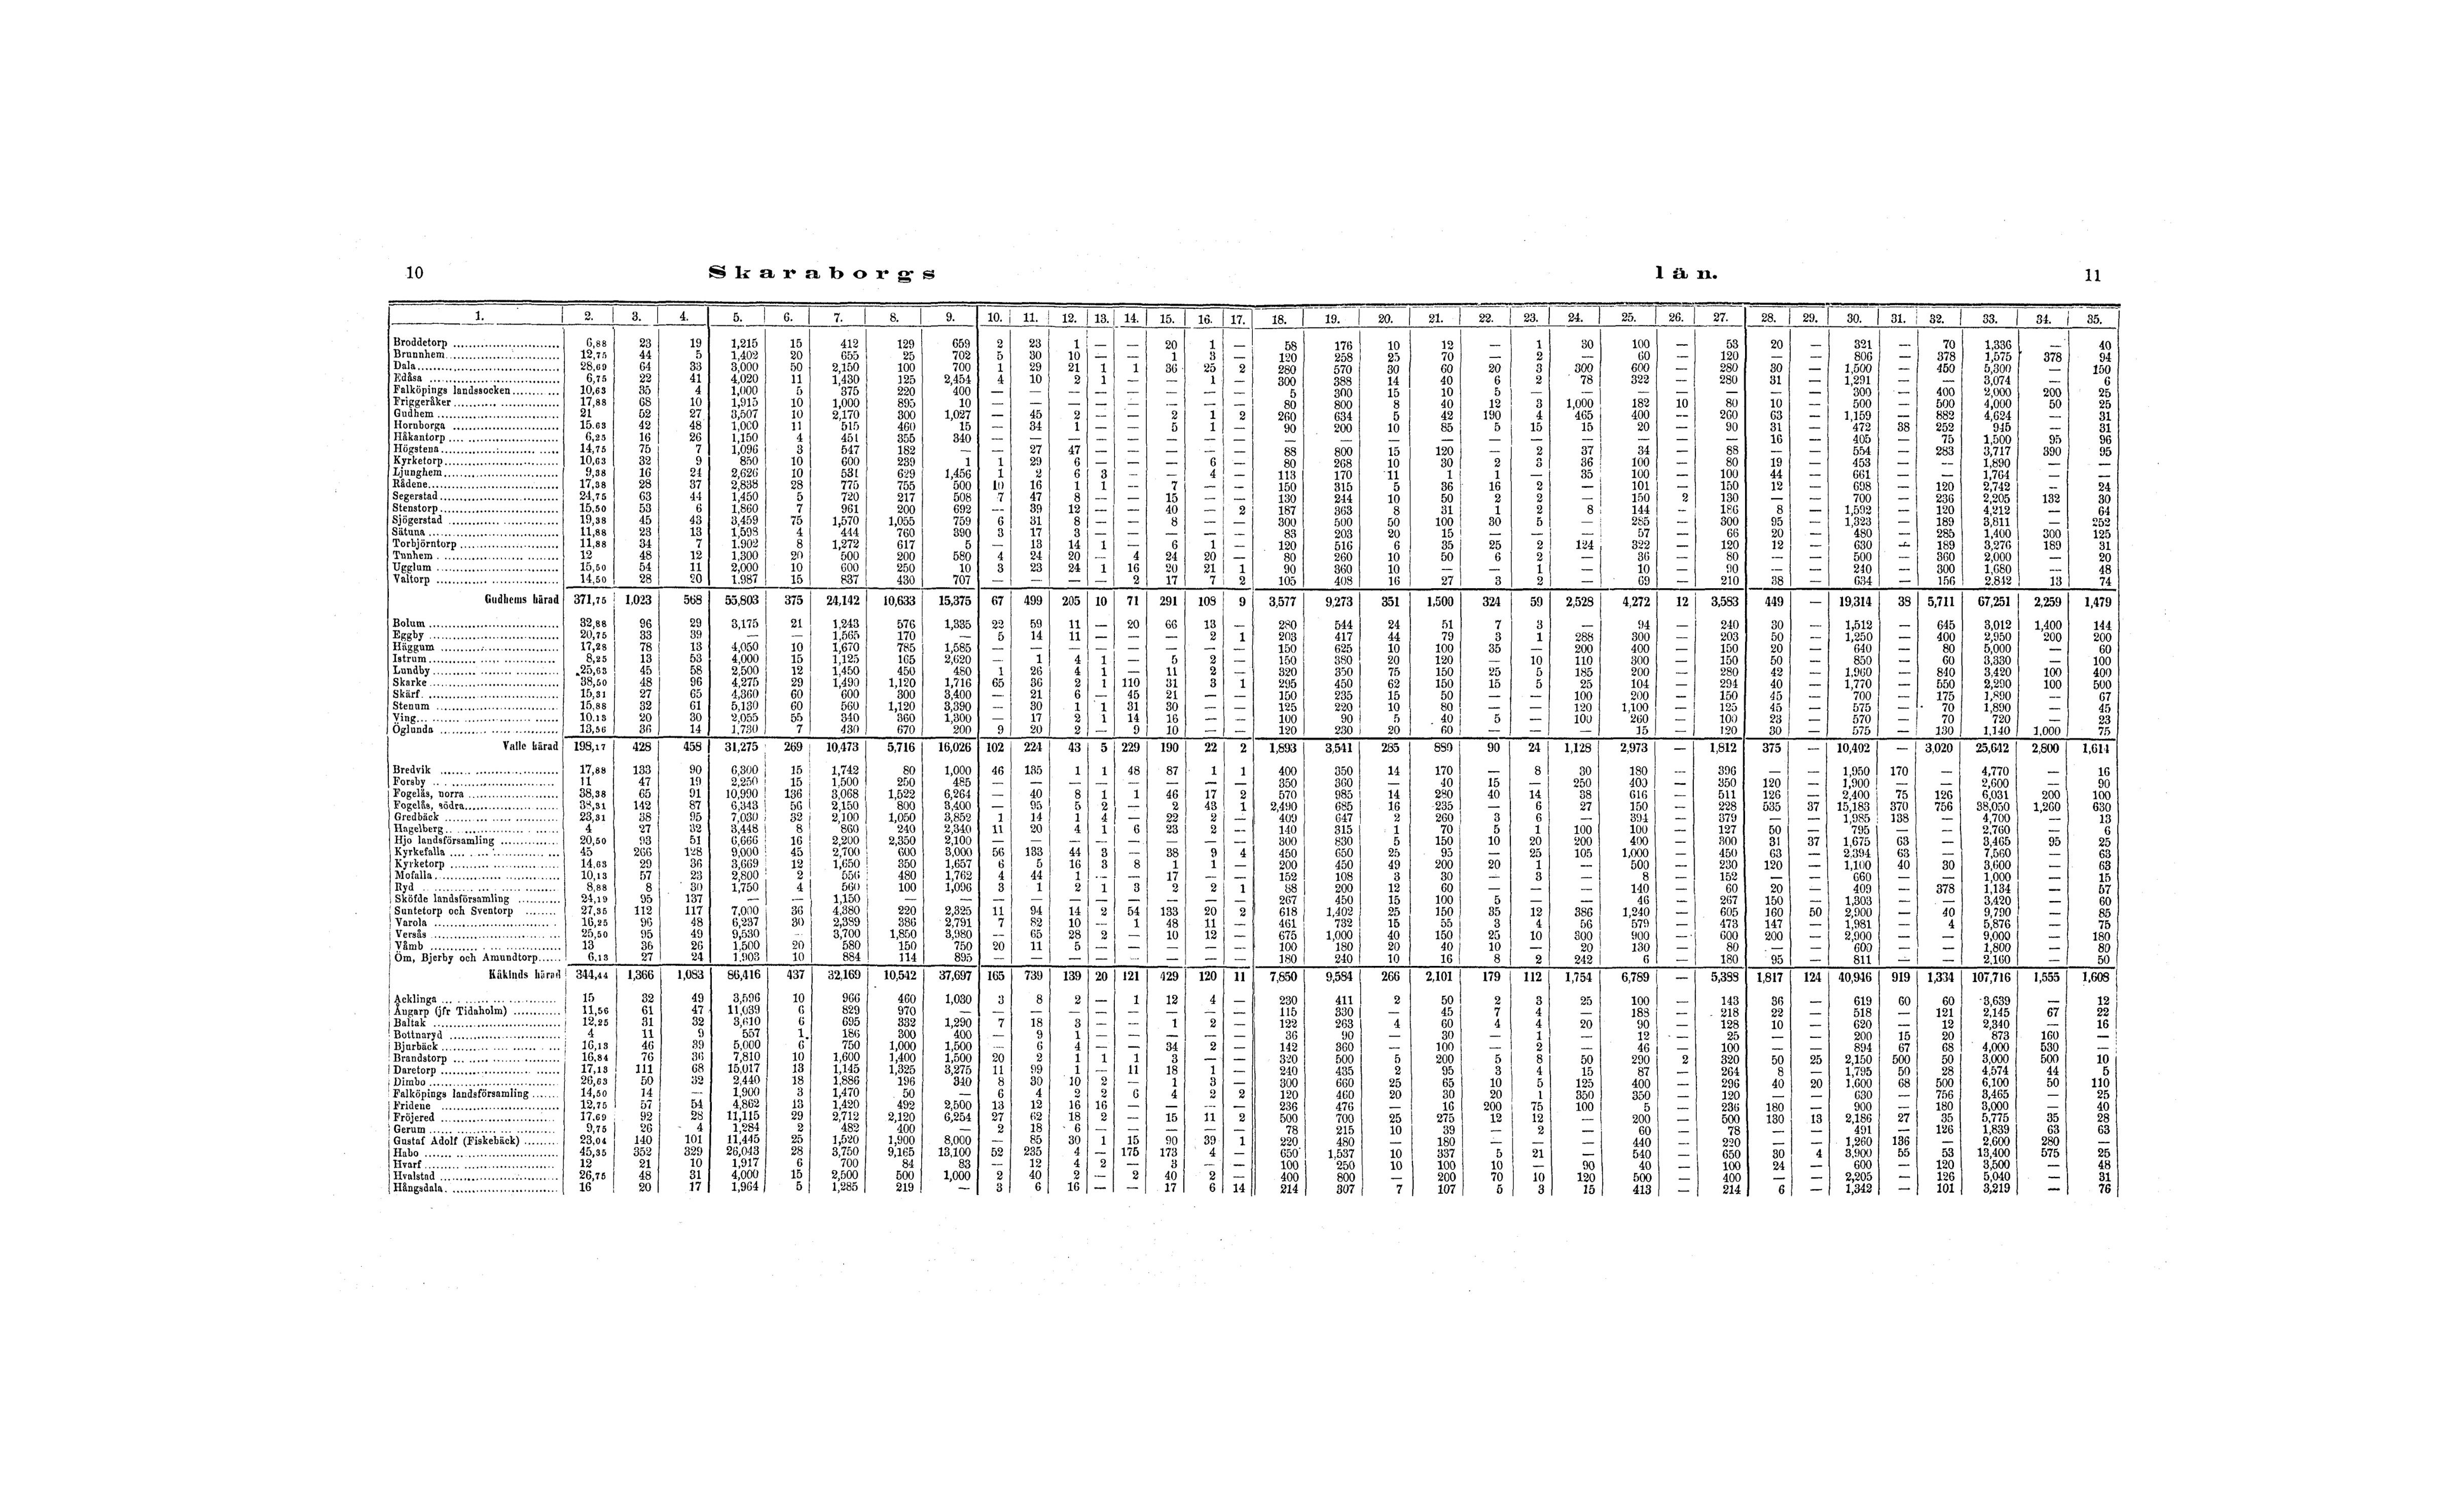 10 Skaraborgs län. 11
1. 2. 3. 4. 5. 6. 7. 8. 9. 10. 11. 12. 13. 14. 15. 16. 17. 18. 19. 20. 21. 22. 23. 24. 25. 26. 27. 28. 29. 30. 31. 32. 33. 34. 35.
Broddetorp 6,88 23 19 1,215 15 412 129 659 2 23 1 — — 20 1 — 58 176 10 12 — 1 30 100 — 53 20 — 321 — 70 1,336 — 40
Brunnhem 12,75 44 5 1,402 20 655 25 702 5 30 10 — — 1 3 — 120 258 25 70 — 2 — 60 — 120 — — 806 — 378 1,575 378 94
Dala 28,69 64 33 3,000 50 2,150 100 700 1 29 21 1 1 36 25 2 280 570 30 60 20 3 300 600 — 280 30 — 1,500 — 450 5,300 — 150
Edåsa 6,75 22 41 4,020 11 1,430 125 2,454 4 10 2 1 — — 1 — 300 388 14 40 6 2 78 322 — 280 31 — 1,291 — — 3,074 — 6
Falköpings landssocken 10,63 35 4 1,000 5 375 220 400 — — — — — — — — 5 300 15 10 5 — — — — — — — 300 — 400 2,000 200 25
Friggeråker 17,88 68 10 1,915 10 1,000 895 10 — — — — — — — — 80 800 8 40 12 3 1,000 182 10 80 10 — 500 — 500 4,000 50 25
Gudhem 21 52 27 3,507 10 2,170 300 1,027 — 45 2 — — 2 1 2 260 634 5 42 190 4 465 400 — 260 63 — 1,159 — 882 4,624 — 31
Hornborga 15,63 42 48 1,000 11 515 460 15 — 34 1 — — 5 1 — 90 200 10 85 5 15 15 20 — 90 31 — 472 38 252 945 — 31
Håkantorp 6,25 16 26 1,150 4 451 355 340 — — — — — — — — — — — — — — — — — — 16 — 405 — 75 1,500 95 96
Högstena 14,75 75 7 1,096 3 547 182 — — 27 47 — — — — — 88 800 15 120 — 2 37 34 — 88 — — 554 — 283 3,717 390 95
Kyrketorp 10,63 32 9 850 10 600 239 1 1 29 6 — — — 6 — 80 268 10 30 2 3 36 100 — 80 19 — 453 — — 1,890 — —
Ljunghem 9,38 16 24 2,626 10 531 629 1,456 1 2 6 3 — — 4 — 113 170 11 1 1 — 35 100 — 100 44 — 661 — — 1,764 — —
Rådene 17,38 28 37 2,838 28 775 755 500 10 16 1 1 — 7 — — 150 315 5 36 16 2 — 101 — 150 12 — 698 — 120 2,742 — 24
Segerstad 24,75 63 44 1,450 5 720 217 508 7 47 8 — — 15 — — 130 244 10 50 2 2 — 150 2 130 — — 700 — 236 2,205 132 30
Stenstorp 15,50 53 6 1,860 7 961 200 692 — 39 12 — — 40 — 2 187 363 8 31 1 2 8 144 — 186 8 — 1,592 — 120 4,212 — 64
Sjögerstad 19,38 45 43 3,459 75 1,570 1,055 759 6 31 8 — — 8 — — 300 500 50 100 30 5 — 285 — 300 95 — 1,323 — 189 3,811 — 252
Sätuna 11,88 23 13 1,598 4 444 760 390 3 17 3 — — — — — 83 203 20 15 — — — 57 — 66 20 — 480 — 285 1,400 300 125
Torbjörntorp 11,88 34 7 1,902 8 1,272 617 5 — 13 14 1 — 6 1 — 120 516 6 35 25 2 124 322 — 120 12 — 630 — 189 3,276 189 31
Tunhem 12 48 12 1,300 20 500 200 580 4 24 20 — 4 24 20 — 80 260 10 50 6 2 — 36 — 80 — — 500 — 360 2,000 — 20
Ugglum 15,50 54 11 2,000 10 600 250 10 3 23 24 1 16 20 21 1 90 360 10 — — 1 — 10 — 90 — — 240 — 300 1,680 — 48
Valtorp 14,50 28 20 1,987 15 837 430 707 — — — — 2 17 7 2 105 408 16 27 3 2 — 69 — 210 38 — 634 — 156 2,812 13 74
Gudhems härad 371,75 1,023 568 55,803 375 24,142 10,633 15,375 67 499 205 10 71 291 108 9 3,577 9,273 351 1,500 324 59 2,528 4,272 12 3,583 449 — 19,314 38 5,711 67,251 2,259 1,479
Bolum 32,88 96 29 3,175 21 1,243 576 1,335 22 59 11 — 20 66 13 — 280 544 24 51 7 3 — 94 — 240 30 — 1,512 — 645 3,012 1,400 144
Eggby 20,75 33 39 — — 1,565 170 — 5 14 11 — — — 2 1 203 417 44 79 3 1 288 300 — 203 50 — 1,250 — 400 2,950 200 200
Häggum 17,28 78 13 4,050 10 1,670 785 1,585 — — — — — — — — 150 625 10 100 35 — 200 400 — 150 20 — 640 — 80 5,000 — 60
Istrum 8,25 13 53 4,000 15 1,125 165 2,620 — 1 4 1 — 5 2 — 150 380 20 120 — 10 110 300 — 150 50 — 850 — 60 3,330 — 100
Lundby 25,63 45 58 2,500 12 1,450 450 480 1 26 4 1 — 11 2 — 320 350 75 150 25 5 185 200 — 280 42 — 1,960 — 840 3,420 100 400
Skarke 38,50 48 96 4,275 29 1,490 1,120 1,716 65 36 2 1 110 31 3 1 295 450 62 150 15 5 25 104 — 294 40 — 1,770 — 550 2,290 100 500
Skärf 15,31 27 65 4,360 60 600 300 3,400 — 21 6 — 45 21 — — 150 235 15 50 — — 100 200 — 150 45 — 700 — 175 1,890 — 67
Stenum 15,88 32 61 5,130 60 560 1,120 3,390 — 30 1 1 31 30 — — 125 220 10 80 — — 120 1,100 — 125 45 — 575 — 70 1,890 — 45
Ving 10,13 20 30 2,055 55 340 360 1,300 — 17 2 1 14 16 — — 100 90 5 40 5 — 100 260 — 100 23 — 570 — 70 720 — 23
Öglunda 13,56 36 14 1,730 7 430 670 200 9 20 2 — 9 10 — — 120 230 20 60 — — — 15 — 120 30 — 575 — 130 1,140 1,000 75
Valle härad 198,17 428 458 31,275 269 10,473 5,716 16,026 102 224 43 5 229 190 22 2 1,893 3,541 285 880 90 24 1,128 2,973 — 1,812 375 — 10,402 — 3,020 25,642 2,800 1,614
Bredvik 17,88 133 90 6,300 15 1,742 80 1,000 46 135 1 1 48 87 1 1 400 350 14 170 — 8 30 180 — 396 — — 1,950 170 — 4,770 — 16
Forsby 11 47 19 2,250 15 1,500 250 485 — — — — — — — — 350 360 — 40 15 — 250 400 — 350 120 — 1,900 — — 2,600 — 90
Fogelås, norra 38,38 65 91 10,990 136 3,068 1,522 6,264 — 40 8 1 1 46 17 2 570 985 14 280 40 14 38 616 — 511 126 — 2,400 75 126 6,031 200 100
Fogelås, södra 38,31 142 87 6,343 56 2,150 800 3,400 — 95 5 2 — 2 43 1 2,490 685 16 235 — 6 27 150 — 228 535 37 15,183 370 756 38,050 1,260 630
Gredbäck 23,31 38 95 7,030 32 2,100 1,050 3,852 1 14 1 4 — 22 2 — 409 647 2 260 3 6 — 394 — 379 — — 1,985 138 — 4,700 — 13
Hagelberg 4 27 32 3,448 8 860 240 2,340 11 20 4 1 6 23 2 — 140 315 1 70 5 1 100 100 — 127 50 — 795 — — 2,760 — 6
Hjo landsförsamling 20,50 93 51 6,666 16 2,200 2,350 2,100 — — — — — — — — 300 830 5 150 10 20 200 400 — 300 31 37 1,675 63 — 3,465 95 25
Kyrkefalla 45 266 128 9,000 45 2,700 600 3,000 56 133 44 3 — 38 9 4 450 650 25 95 — 25 105 1,000 — 450 63 — 2,394 63 — 7,560 — 63
Kyrketorp 14,63 29 36 3,669 12 1,650 350 1,657 6 5 16 3 8 1 1 — 200 450 49 200 20 1 — 500 — 230 120 — 1,100 40 30 3,600 — 63
Mofalla 10,13 57 23 2,800 2 556 480 1,762 4 44 1 — — 17 — — 152 108 3 30 — 3 — 8 — 152 — — 660 — — 1,000 — 15
Ryd 8,88 8 30 1,750 4 560 100 1,096 3 1 2 1 3 2 2 1 88 200 12 60 — — — 140 — 60 20 — 409 — 378 1,134 — 57
Sköfde landsförsamling 24,19 95 137 — — 1,150 — — — — — — — — — — 267 450 15 100 5 — — 46 — 267 150 — 1,303 — — 3,420 — 60
Suntetorp och Sventorp 27,35 112 117 7,000 36 4,380 220 2,325 11 94 14 2 54 133 20 2 618 1,402 25 150 35 12 386 1,240 — 605 160 50 2,900 — 40 9,790 — 85
Varola 16,25 96 48 6,237 30 2,389 386 2,791 7 82 10 — 1 48 11 — 461 732 15 55 3 4 56 579 — 473 147 — 1,981 — 4 5,876 — 75
Versås 25,50 95 49 9,530 — 3,700 1,850 3,980 — 65 28 2 — 10 12 — 675 1,000 40 150 25 10 300 900 — 600 200 — 2,900 — — 9,000 — 180
Våmb 13 36 26 1,500 20 580 150 750 20 11 5 — — — — — 100 180 20 40 10 — 20 130 — 80 — — 600 — — 1,800 — 80
Om, Bjerby och Amundtorp 6,13 27 24 1,903 10 884 114 895 — — — — — — — — 180 240 10 16 8 2 242 6 — 180 95 — 811 — — 2,160 — 50
Kåkinds härad 344,44 1,366 1,083 86,416 437 32,169 10,542 37,697 165 739 139 20 121 429 120 11 7,850 9,584 266 2,101 179 112 1,754 6,789 — 5,388 1,817 124 40,946 919 1,334 107,716 1,555 1,608
Acklinga 15 32 49 3,596 10 966 460 1,030 3 8 2 — 1 12 4 — 230 411 2 50 2 3 25 100 — 143 36 — 619 60 60 3,639 — 12
Angarp (jfr Tidaholm) 11,56 61 47 11,039 6 829 970 — — — — — — — — — 115 330 — 45 7 4 — 188 — 218 22 — 518 — 121 2,145 67 22
Baltak 12,25 31 32 3,610 6 695 332 1,290 7 18 3 — — 1 2 — 122 263 4 60 4 4 20 90 — 128 10 — 620 — 12 2,340 — 16
Bottnaryd 4 11 9 557 1 186 300 400 — 9 1 — — — — — 36 90 — 30 — 1 — 12 — 25 — — 200 15 20 873 160 —
Bjurbäck 16,13 46 39 5,000 6 750 1,000 1,500 — 6 4 — — 34 2 — 142 360 — 100 — 2 — 46 — 100 — — 894 67 68 4,000 530 —
Brandstorp 16,84 76 36 7,810 10 1,600 1,400 1,500 20 2 1 1 1 3 — — 320 500 5 200 5 8 50 290 2 320 50 25 2,150 500 50 3,000 500 10
Daretorp 17,13 111 68 15,017 13 1,145 1,325 3,275 11 99 1 — 11 18 1 — 240 435 2 95 3 4 15 87 — 264 8 — 1,795 50 28 4,574 44 5
Dimbo 26,63 50 32 2,440 18 1,886 196 340 8 30 10 2 — 1 3 — 300 660 25 65 10 5 125 400 — 296 40 20 1,600 68 500 6,100 50 110
Falköpings landsförsamling 14,50 14 — 1,900 3 1,470 50 — 6 4 2 2 6 4 2 2 120 460 20 30 20 1 350 350 — 120 — — 630 — 756 3,465 — 25
Fridene 12,75 57 54 4,862 13 1,420 492 2,500 13 12 16 16 — — — — 236 476 — 16 200 75 100 5 — 236 180 — 900 — 180 3,000 — 40
Fröjered 17,69 92 28 11,115 29 2,712 2,120 6,254 27 62 18 2 — 15 11 2 500 700 25 275 12 12 — 200 — 500 130 13 2,186 27 35 5,775 35 28
Gerum 9,75 26 4 1,284 2 482 400 — 2 18 6 — — — — — 78 215 10 39 — 2 — 60 — 78 — — 491 — 126 1,839 63 63
Gustaf Adolf (Fiskebäck) 23,04 140 101 11,445 25 1,520 1,900 8,000 — 85 30 1 15 90 39 1 220 480 — 180 — — — 440 — 220 — — 1,260 136 — 2,600 280 —
Habo 45,35 352 329 26,043 28 3,750 9,165 13,100 52 235 4 — 175 173 4 — 650 1,537 10 337 5 21 — 540 — 650 30 4 3,900 55 53 13,400 575 25
Hvarf 12 21 10 1,917 6 700 84 83 — 12 4 2 — 3 — — 100 250 10 100 10 — 90 40 — 100 24 — 600 — 120 3,500 — 48
Hvalstad 26,75 48 31 4,000 15 2,500 500 1,000 2 40 2 — 2 40 2 — 400 800 — 200 70 10 120 500 — 400 — — 2,205 — 126 5,040 — 31
Hångsdala 16 20 17 1,964 5 1,285 219 — 3 6 16 — — 17 6 14 214 307 7 107 5 3 15 413 — 214 6 — 1,342 — 101 3,219 — 76